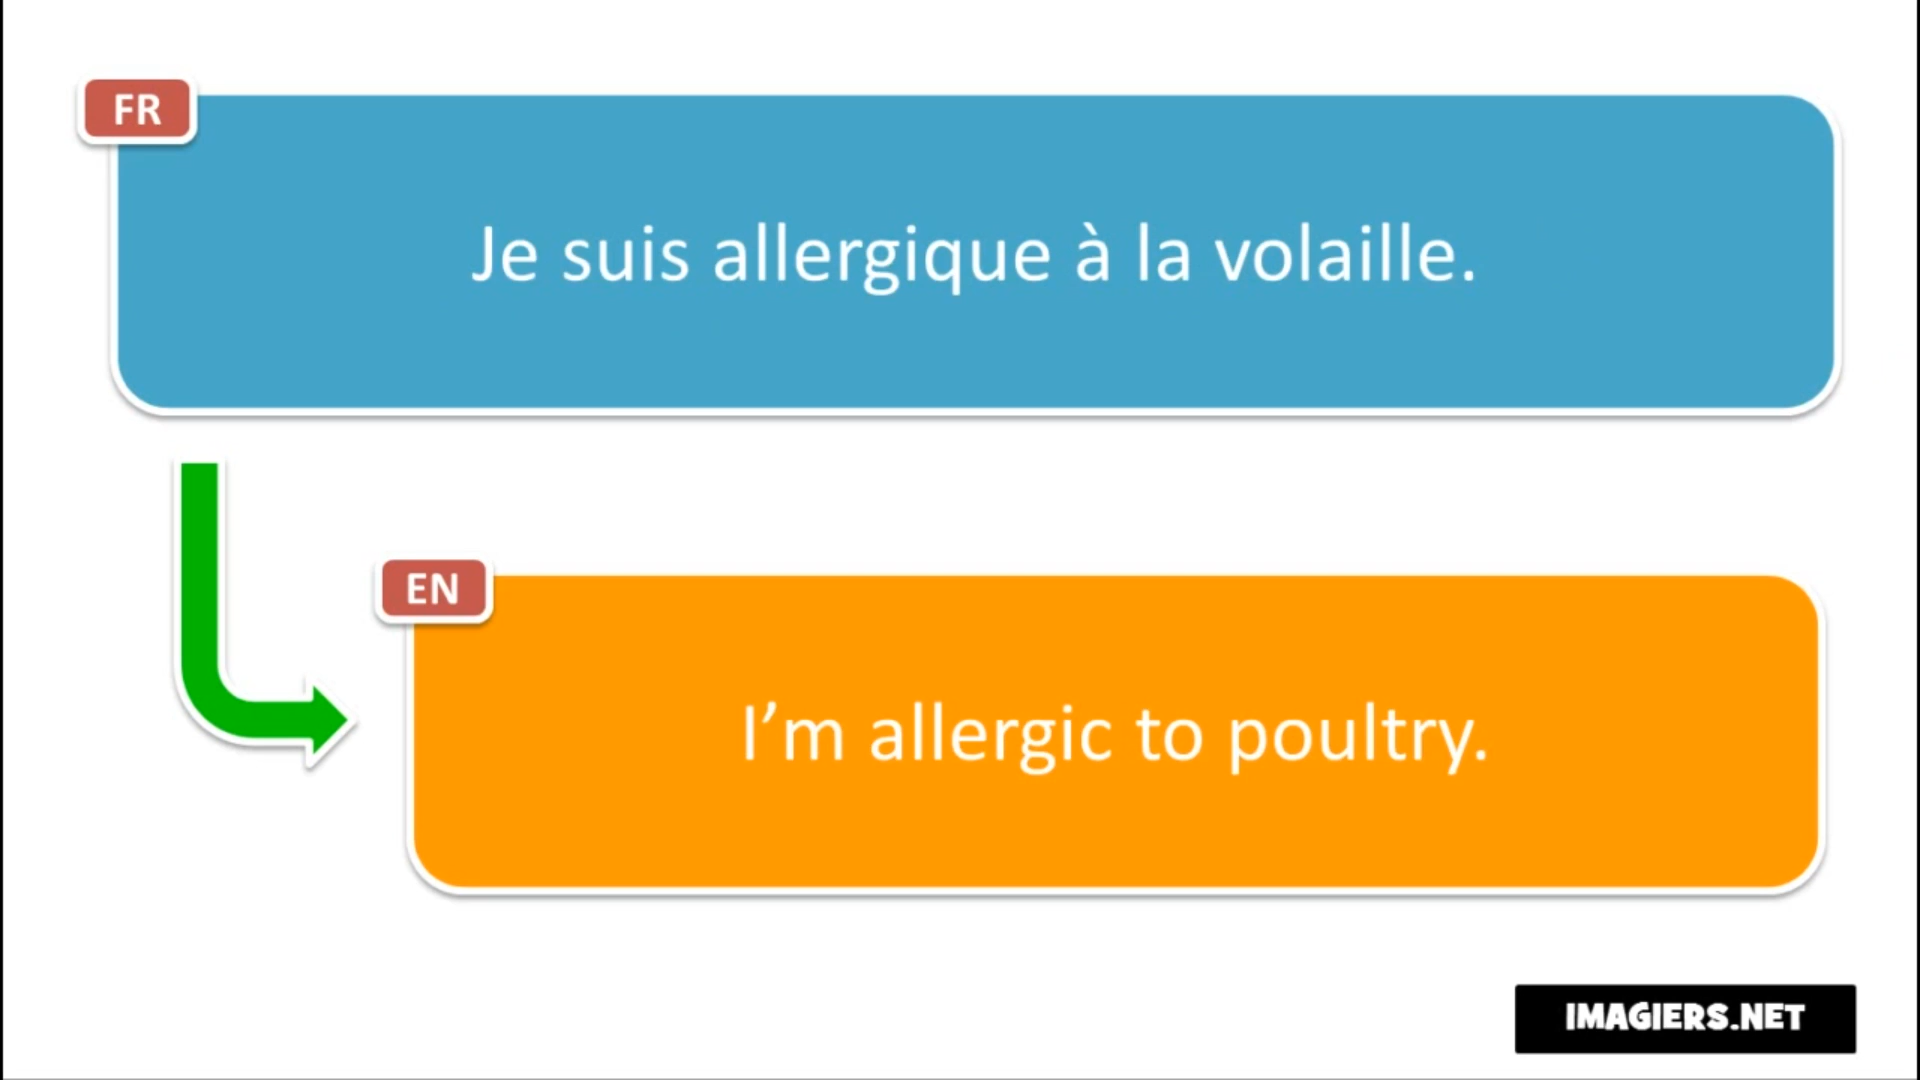 FR
Je suis allergique à la volaille.
EN
I’m allergic to poultry.
IMAGIERS.NET